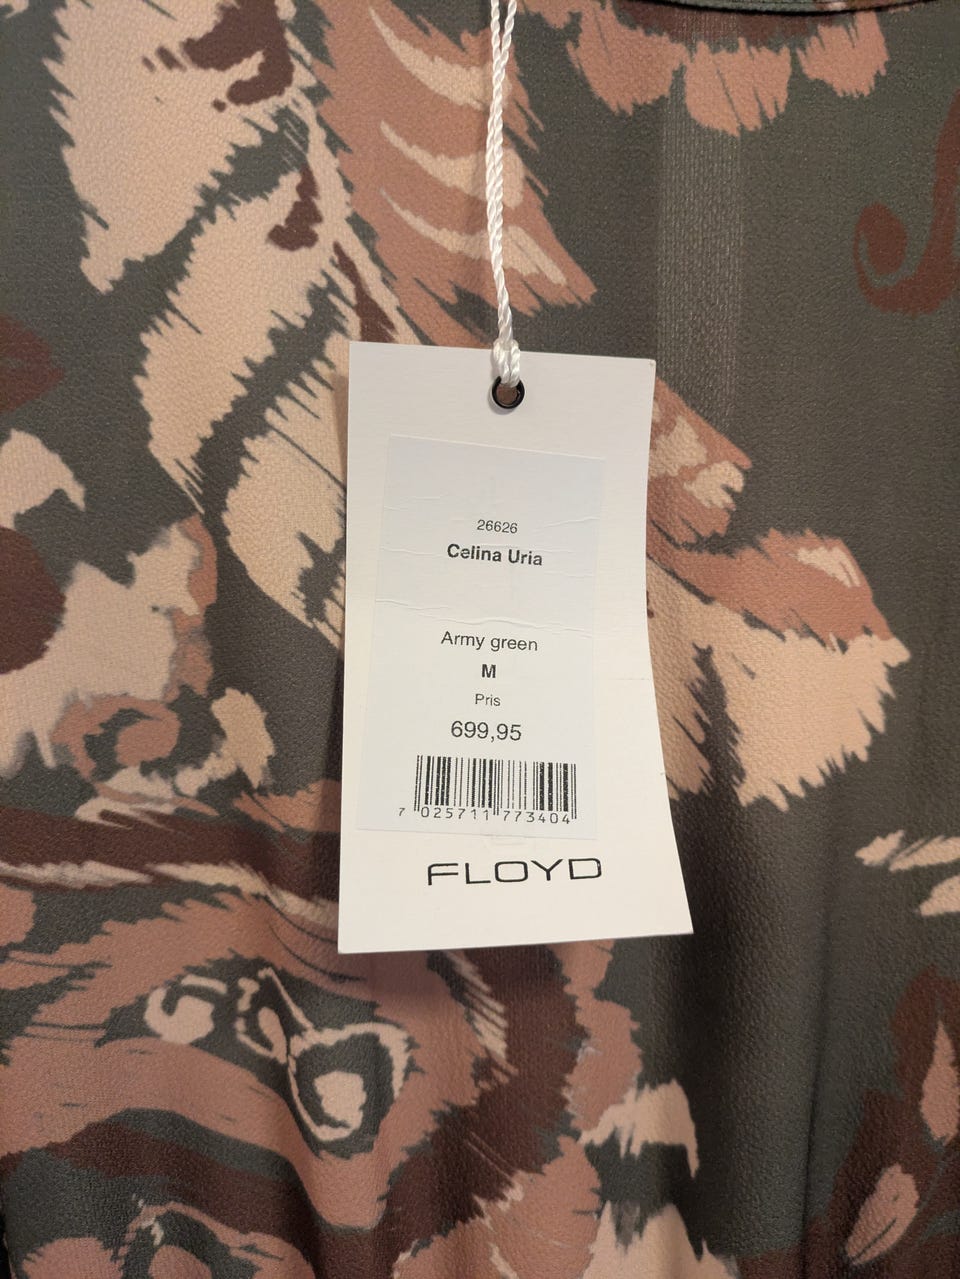 26626
Celina Uria
Army green
M
Pris
699,95
7 025711 773404
FLOYD